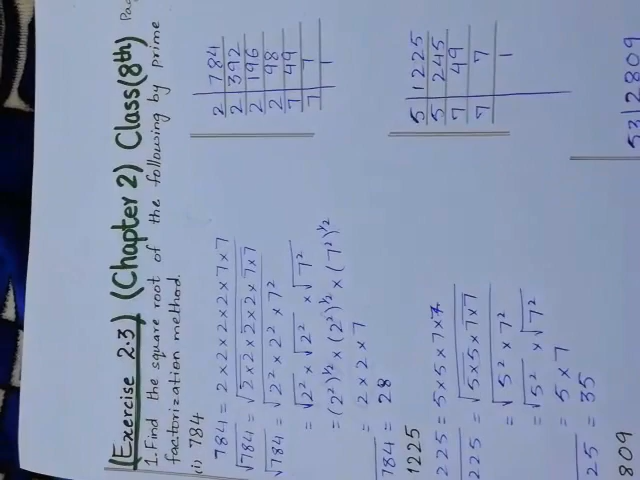 (Exercise 2.3) (Chapter 2) Class (8th)
1. Find the square root of the following by prime
factorization method.
(i) 784
784 = 2×2×2×2×7×7
√784 = √2×2×2×2×7×7
√784 = √2² × 2² × 7²
= √2² × √2² × √7²
= (2²)^½ × (2²)^½ × (7²)^½
= 2 × 2 × 7
784 = 28
2 | 784
2 | 392
2 | 196
2 | 98
7 | 49
7 | 7
1
1225
225 = 5×5×7×7
225 = √5×5×7×7
= √5² × 7²
= √5² × √7²
= 5 × 7
25 = 35
5 | 1225
5 | 245
7 | 49
7 | 7
1
809
53 | 2809